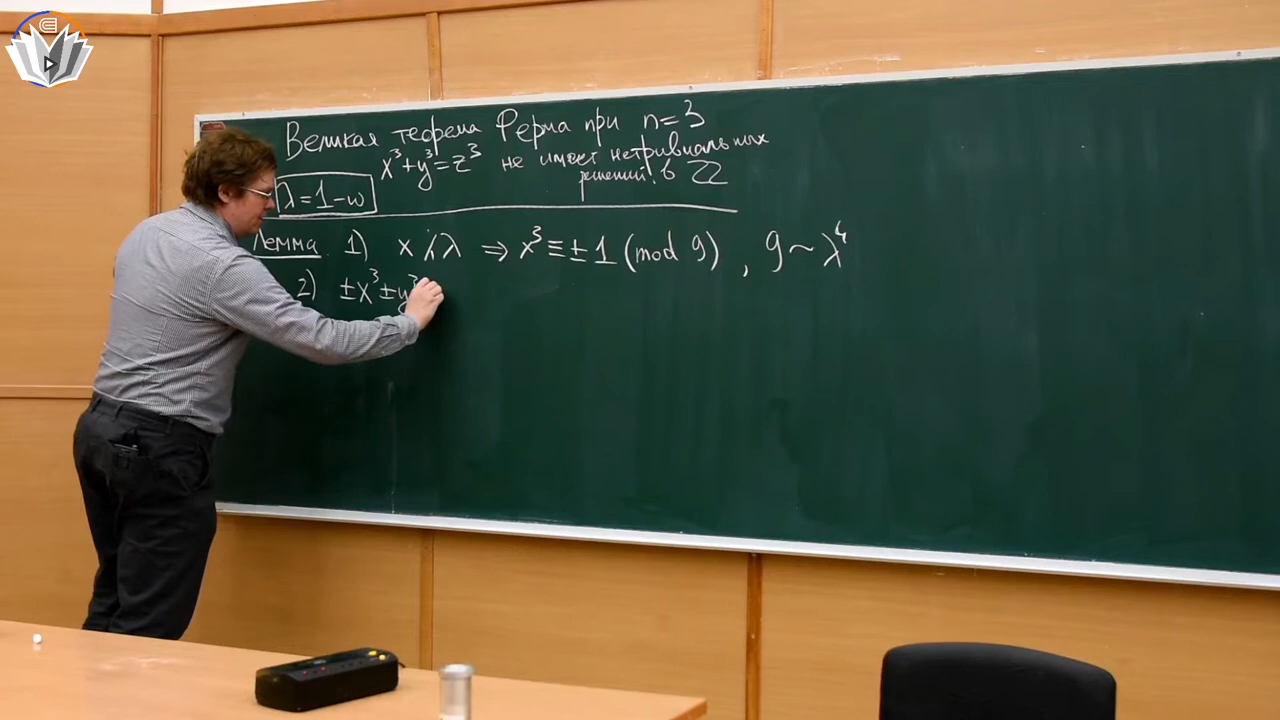 Великая теорема Ферма при n=3
x³+y³=z³ не имеет нетривиальных
решений в ℤ
λ=1-ω
Лемма 1) x ∤ λ ⇒ x³ ≡ ±1 (mod 9), 9 ~ λ⁴
2) ±x³±y³